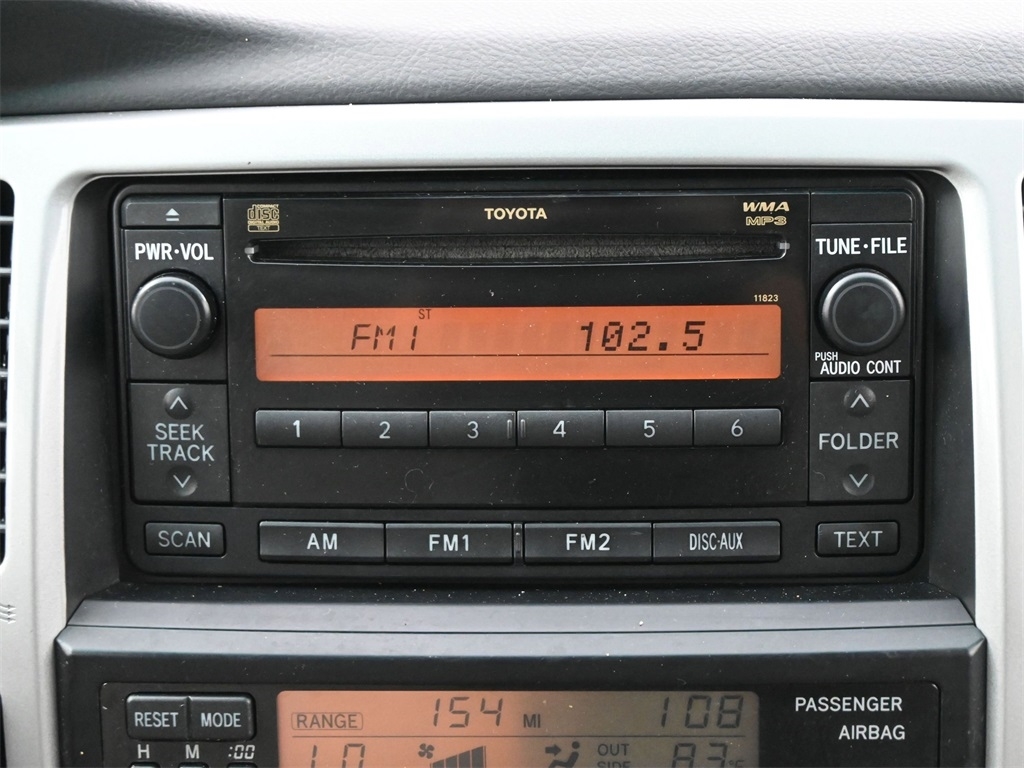 TOYOTA
WMA
MP3
disc
TEXT
PWR•VOL
TUNE•FILE
11823
ST
FM1 102.5
PUSH
AUDIO CONT
SEEK
TRACK
1 2 3 4 5 6
FOLDER
SCAN AM FM1 FM2 DISC•AUX TEXT
RESET MODE
RANGE 154 MI 108
PASSENGER
AIRBAG
H M :00
OUT
SIDE